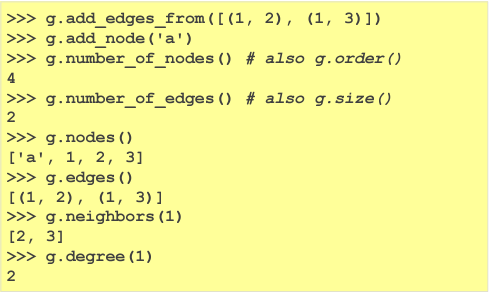 >>> g.add_edges_from([(1, 2), (1, 3)])
>>> g.add_node('a')
>>> g.number_of_nodes() # also g.order()
4
>>> g.number_of_edges() # also g.size()
2
>>> g.nodes()
['a', 1, 2, 3]
>>> g.edges()
[(1, 2), (1, 3)]
>>> g.neighbors(1)
[2, 3]
>>> g.degree(1)
2